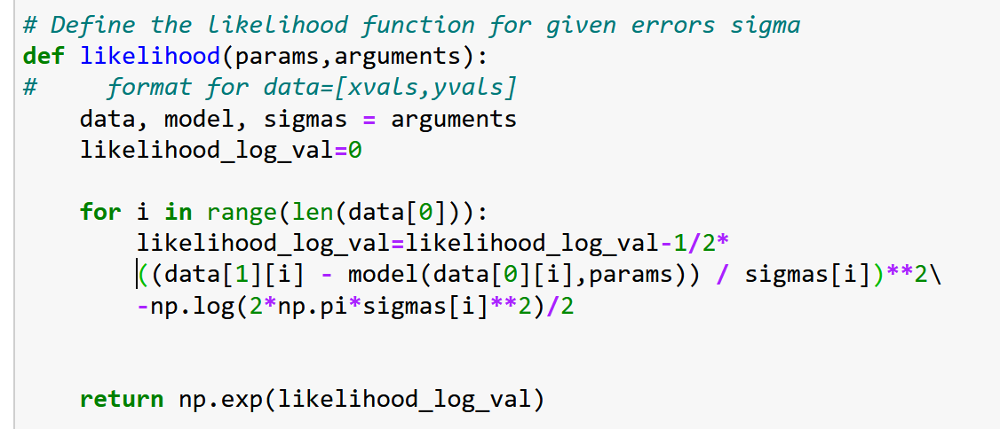 # Define the likelihood function for given errors sigma
def likelihood(params,arguments):
#     format for data=[xvals,yvals]
    data, model, sigmas = arguments
    likelihood_log_val=0

    for i in range(len(data[0])):
        likelihood_log_val=likelihood_log_val-1/2*
        ((data[1][i] - model(data[0][i],params)) / sigmas[i])**2\
        -np.log(2*np.pi*sigmas[i]**2)/2


    return np.exp(likelihood_log_val)